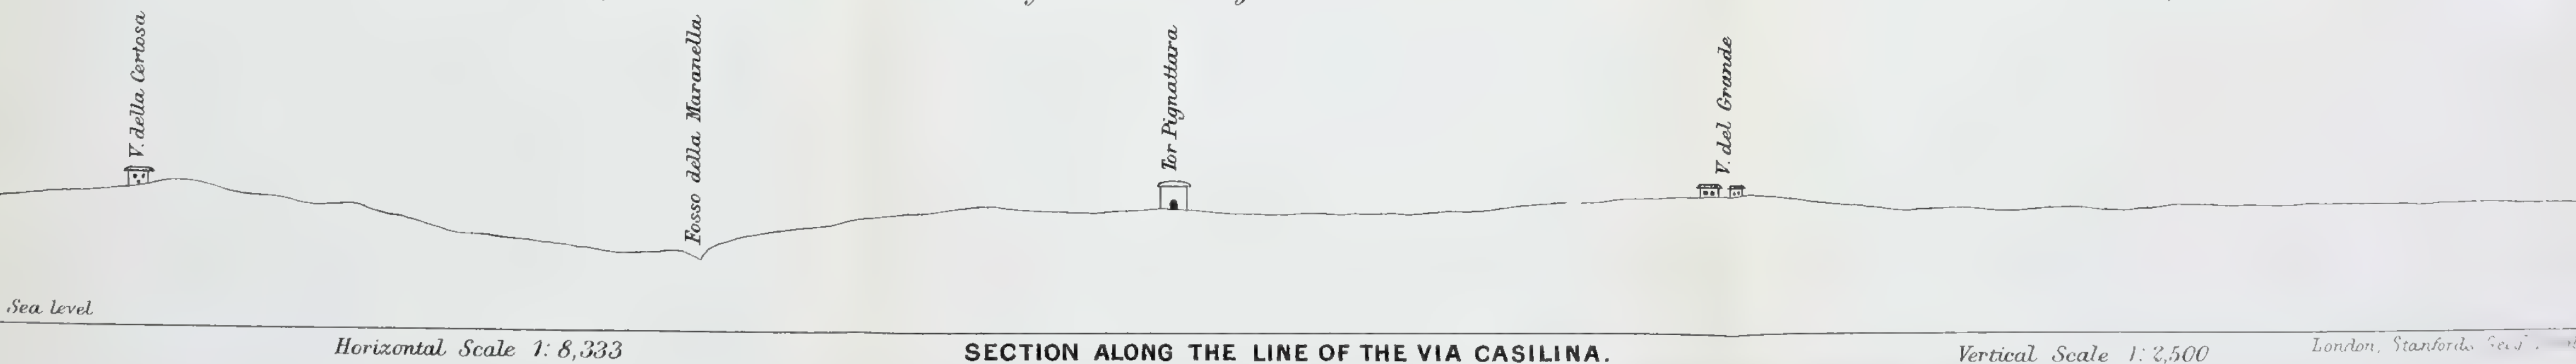 V. della Certosa
Fosso della Maranella
Tor Pignattara
V. del Grande
Sea level
Horizontal Scale 1: 8,333
SECTION ALONG THE LINE OF THE VIA CASILINA.
Vertical Scale 1: 2,500
London, Stanfords